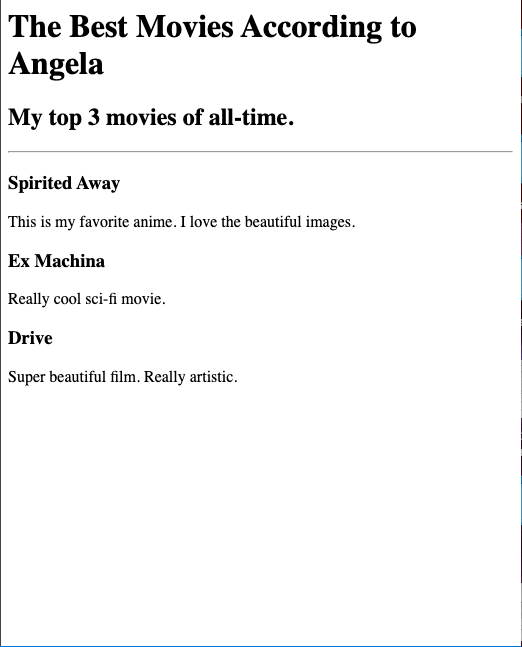 The Best Movies According to
Angela
My top 3 movies of all-time.
Spirited Away
This is my favorite anime. I love the beautiful images.
Ex Machina
Really cool sci-fi movie.
Drive
Super beautiful film. Really artistic.